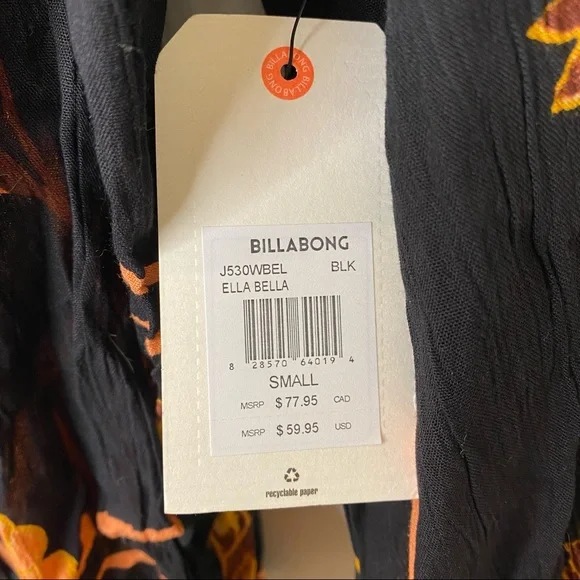 BILLABONG BILLABONG
BILLABONG
J530WBEL BLK
ELLA BELLA
8 28570 64019 4
SMALL
MSRP $77.95 CAD
MSRP $59.95 USD
recyclable paper